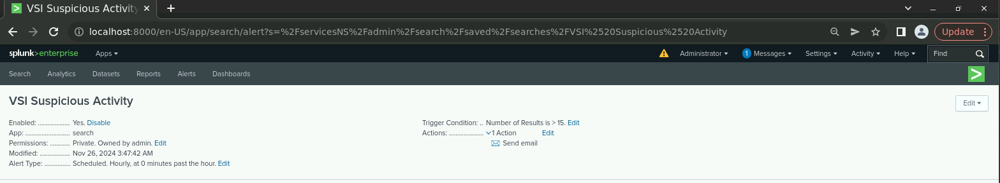 VSI Suspicious Activity
localhost:8000/en-US/app/search/alert?s=%2FservicesNS%2Fadmin%2Fsearch%2Fsaved%2Fsearches%2FVSI%2520Suspicious%2520Activity
Update
splunk>enterprise Apps
Administrator 1 Messages Settings Activity Help Find
Search Analytics Datasets Reports Alerts Dashboards
VSI Suspicious Activity
Edit
Enabled: ................... Yes. Disable
App: .......................... search
Permissions: ............ Private. Owned by admin. Edit
Modified: .................. Nov 26, 2024 3:47:42 AM
Alert Type: ............... Scheduled. Hourly, at 0 minutes past the hour. Edit
Trigger Condition: .. Number of Results is > 15. Edit
Actions: .................... 1 Action Edit
Send email